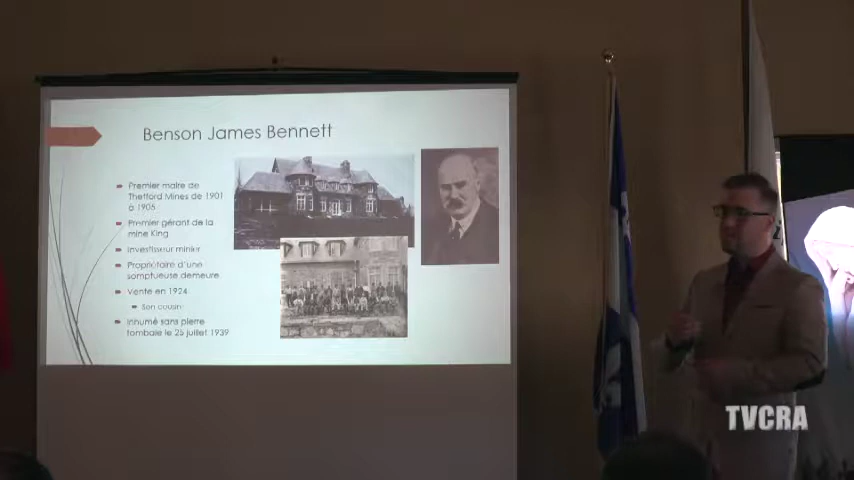 Benson James Bennett
Premier maire de
Thetford Mines de 1901
à 1905
Premier gérant de la
mine King
Investisseur minier
Propriétaire d'une
somptueuse demeure
Vente en 1924
Son cousin
Inhumé sans pierre
tombale le 25 juillet 1939
TVCRA